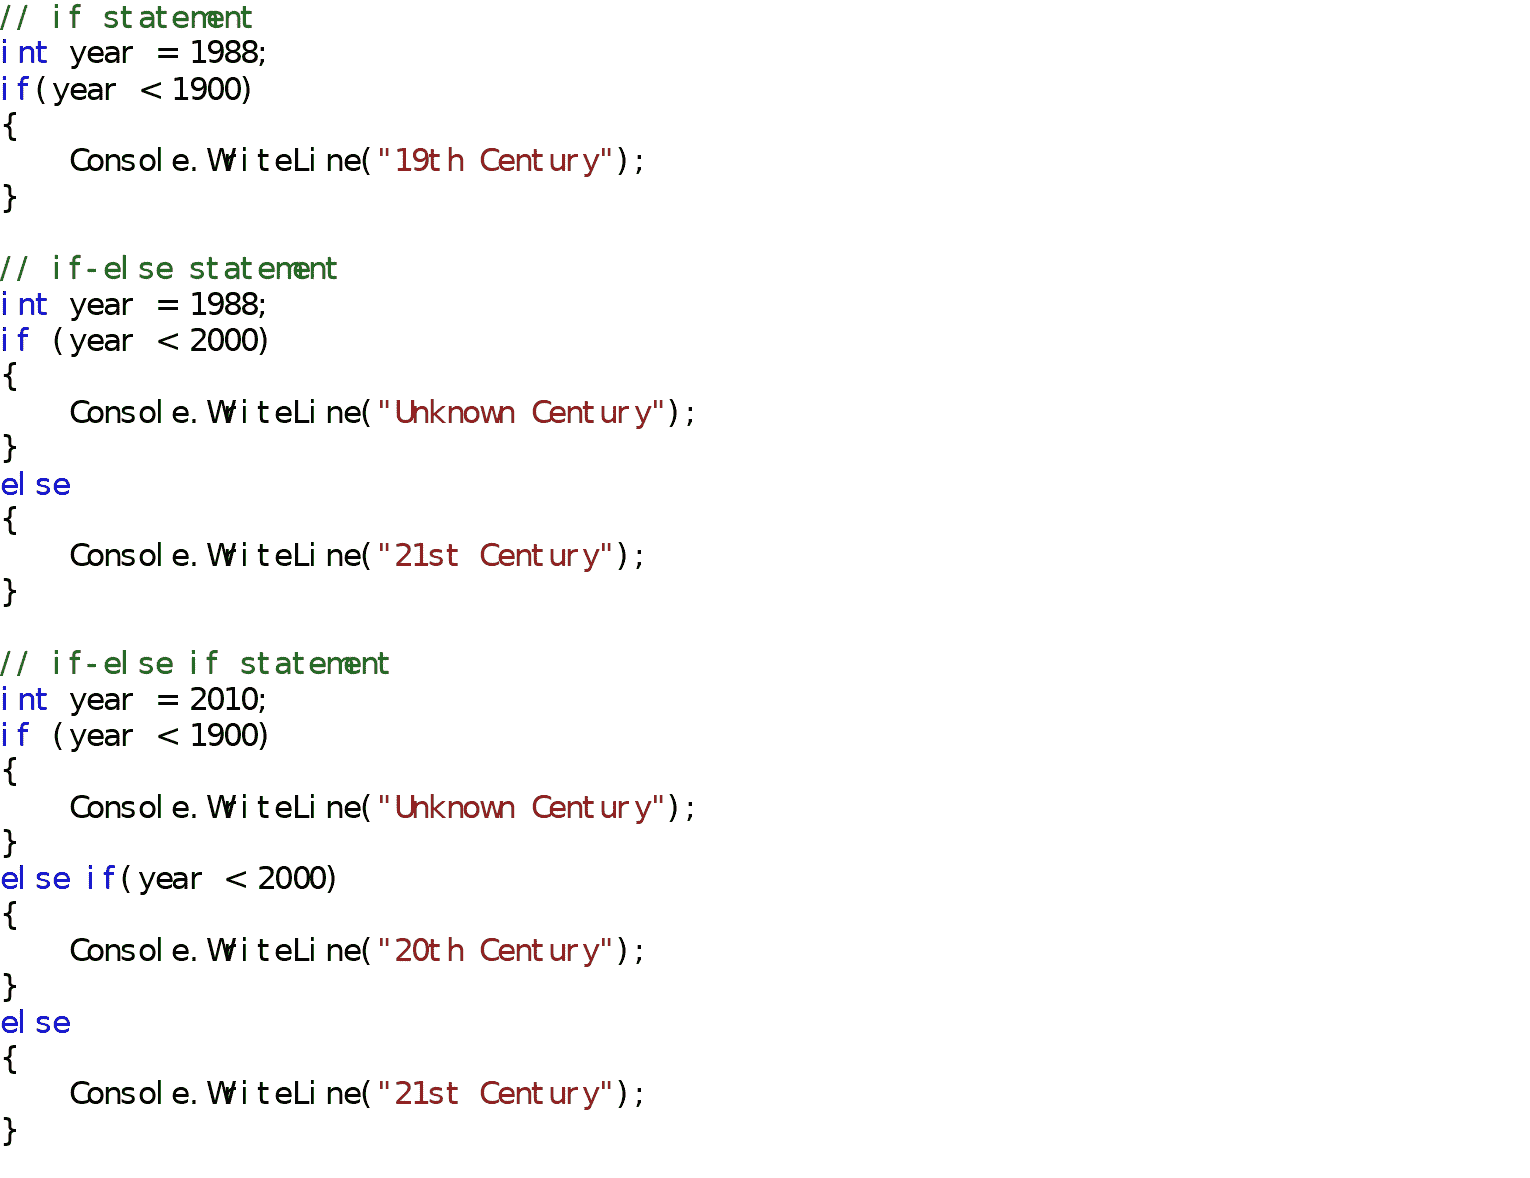 // if statement
int year = 1988;
if(year < 1900)
{
    Console.WriteLine("19th Century");
}

// if-else statement
int year = 1988;
if (year < 2000)
{
    Console.WriteLine("Unknown Century");
}
else
{
    Console.WriteLine("21st Century");
}

// if-else if statement
int year = 2010;
if (year < 1900)
{
    Console.WriteLine("Unknown Century");
}
else if(year < 2000)
{
    Console.WriteLine("20th Century");
}
else
{
    Console.WriteLine("21st Century");
}